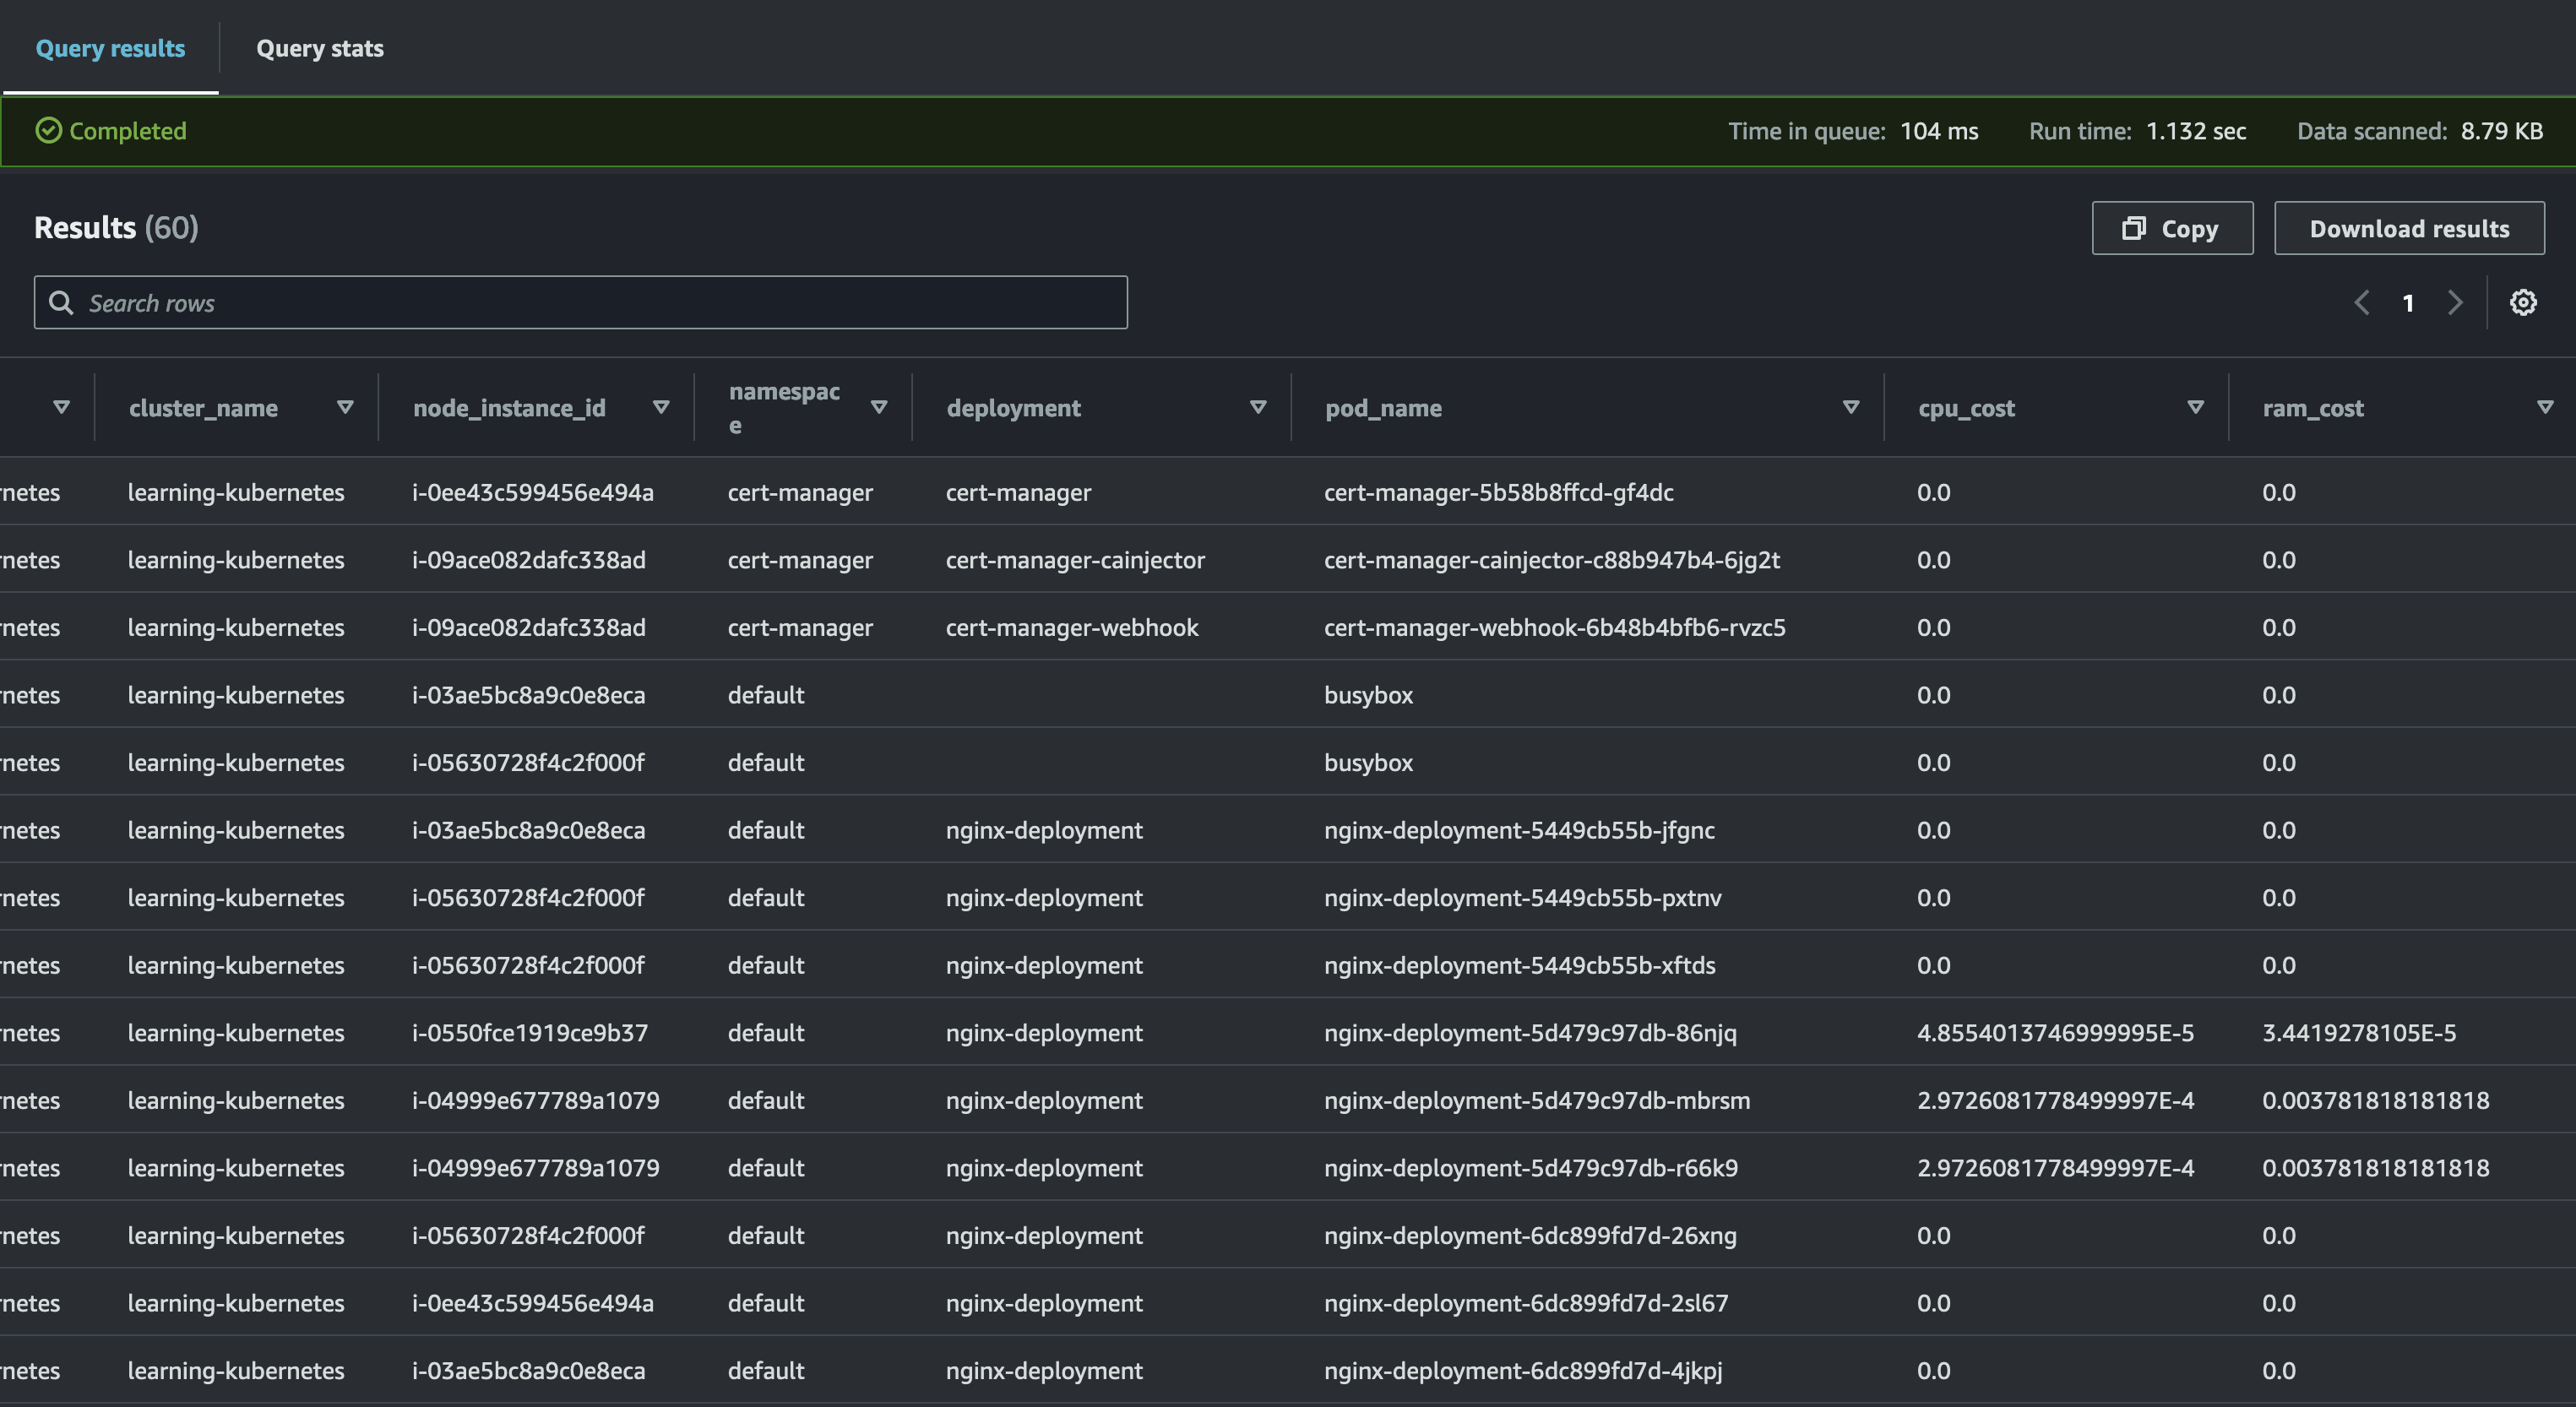 Query results Query stats
Completed Time in queue: 104 ms Run time: 1.132 sec Data scanned: 8.79 KB
Results (60) Copy Download results
Search rows 1
cluster_name node_instance_id namespace deployment pod_name cpu_cost ram_cost
rnetes learning-kubernetes i-0ee43c599456e494a cert-manager cert-manager cert-manager-5b58b8ffcd-gf4dc 0.0 0.0
rnetes learning-kubernetes i-09ace082dafc338ad cert-manager cert-manager-cainjector cert-manager-cainjector-c88b947b4-6jg2t 0.0 0.0
rnetes learning-kubernetes i-09ace082dafc338ad cert-manager cert-manager-webhook cert-manager-webhook-6b48b4bfb6-rvzc5 0.0 0.0
rnetes learning-kubernetes i-03ae5bc8a9c0e8eca default busybox 0.0 0.0
rnetes learning-kubernetes i-05630728f4c2f000f default busybox 0.0 0.0
rnetes learning-kubernetes i-03ae5bc8a9c0e8eca default nginx-deployment nginx-deployment-5449cb55b-jfgnc 0.0 0.0
rnetes learning-kubernetes i-05630728f4c2f000f default nginx-deployment nginx-deployment-5449cb55b-pxtnv 0.0 0.0
rnetes learning-kubernetes i-05630728f4c2f000f default nginx-deployment nginx-deployment-5449cb55b-xftds 0.0 0.0
rnetes learning-kubernetes i-0550fce1919ce9b37 default nginx-deployment nginx-deployment-5d479c97db-86njq 4.8554013746999995E-5 3.4419278105E-5
rnetes learning-kubernetes i-04999e677789a1079 default nginx-deployment nginx-deployment-5d479c97db-mbrsm 2.9726081778499997E-4 0.003781818181818
rnetes learning-kubernetes i-04999e677789a1079 default nginx-deployment nginx-deployment-5d479c97db-r66k9 2.9726081778499997E-4 0.003781818181818
rnetes learning-kubernetes i-05630728f4c2f000f default nginx-deployment nginx-deployment-6dc899fd7d-26xng 0.0 0.0
rnetes learning-kubernetes i-0ee43c599456e494a default nginx-deployment nginx-deployment-6dc899fd7d-2sl67 0.0 0.0
rnetes learning-kubernetes i-03ae5bc8a9c0e8eca default nginx-deployment nginx-deployment-6dc899fd7d-4jkpj 0.0 0.0